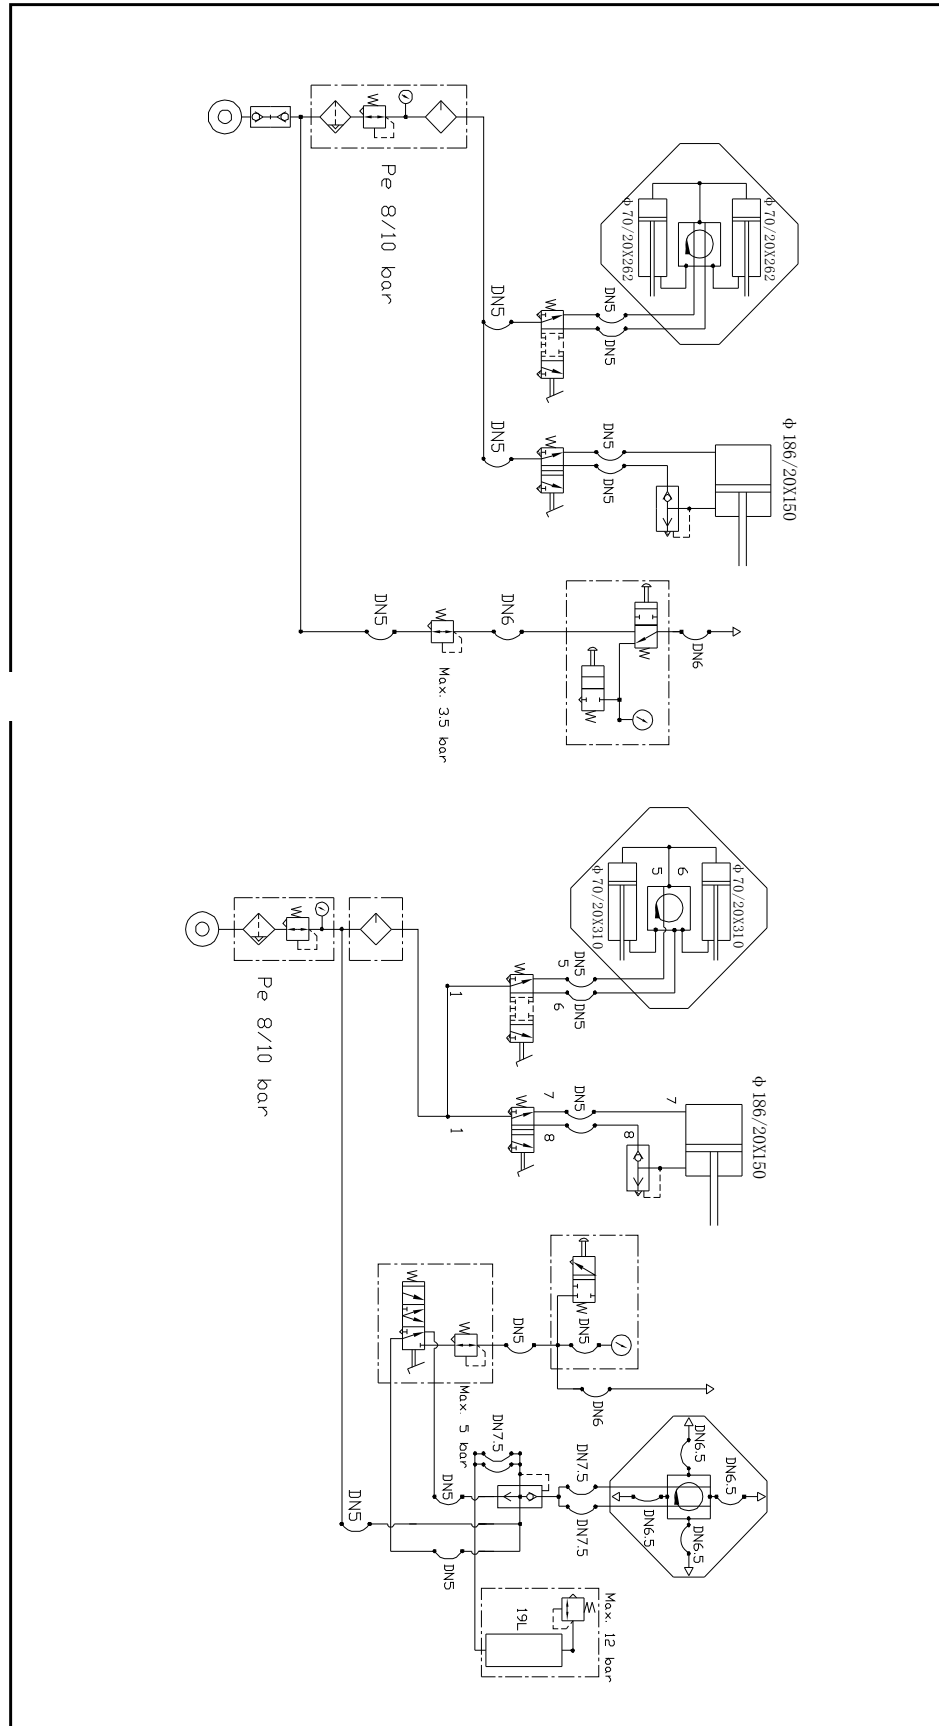 Pe 8/10 bar
φ 70/20X262
φ 70/20X262
DN5
DN5
DN5
φ 186/20X150
DN5
DN5
DN5
DN5
Max. 3.5 bar
DN6
DN6
Pe 8/10 bar
φ 70/20X310
φ 70/20X310
5
6
1
5
DN5
6
DN5
φ 186/20X150
1
7
DN5
7
8
8
DN5
DN5
Max. 5 bar
DN5
DN6
DN7.5
DN5
DN7.5
DN7.5
DN6.5
DN6.5
DN6.5
DN6.5
DN5
DN5
19L
Max. 12 bar